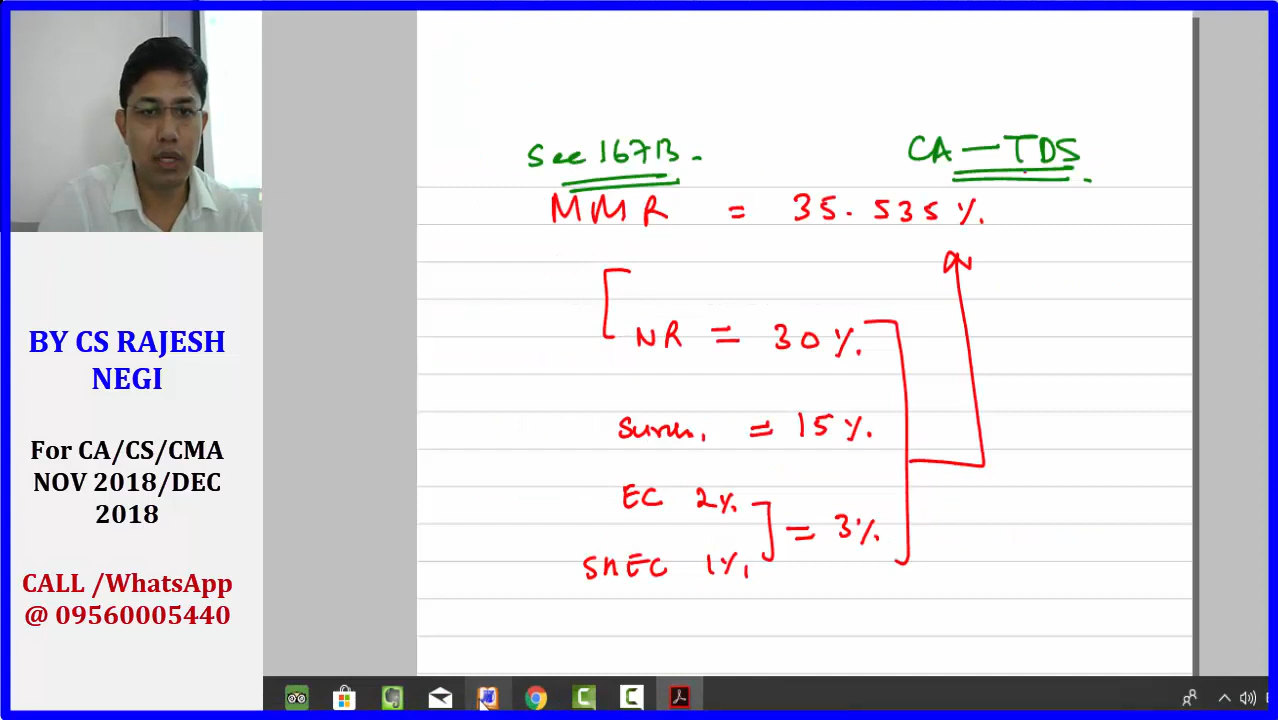 See 167B.
CA — TDS
MMR = 35.535%.
NR = 30%.
Surch. = 15%.
EC 2%.
= 3%.
SHEC 1%.
BY CS RAJESH
NEGI
For CA/CS/CMA
NOV 2018/DEC
2018
CALL /WhatsApp
@ 09560005440